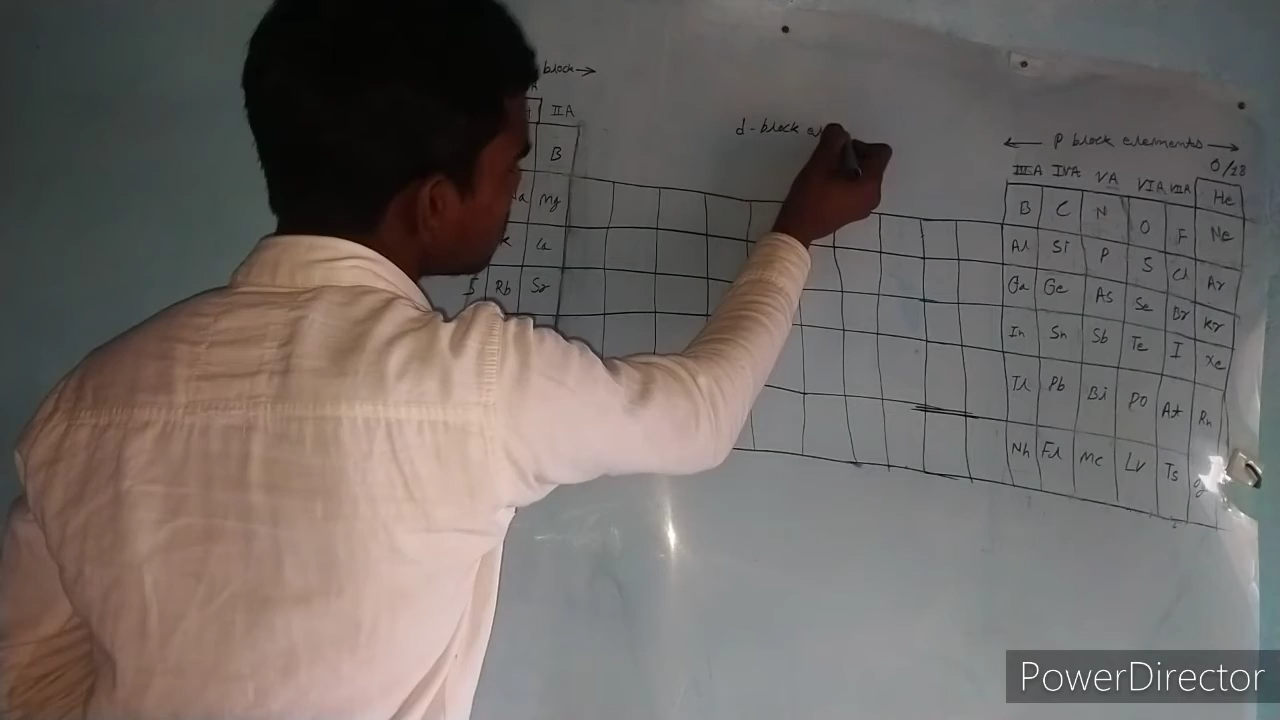 block→
IIA
B
Mg
Ca
5 Rb Sr
d-block
← P block elements →
0/18
IIIA IVA VA VIA VIIA
He
B C N O F Ne
Al Si P S Cl Ar
Ga Ge As Se Br Kr
In Sn Sb Te I Xe
Tl Pb Bi PO At Rn
Nh Fl Mc Lv Ts
PowerDirector